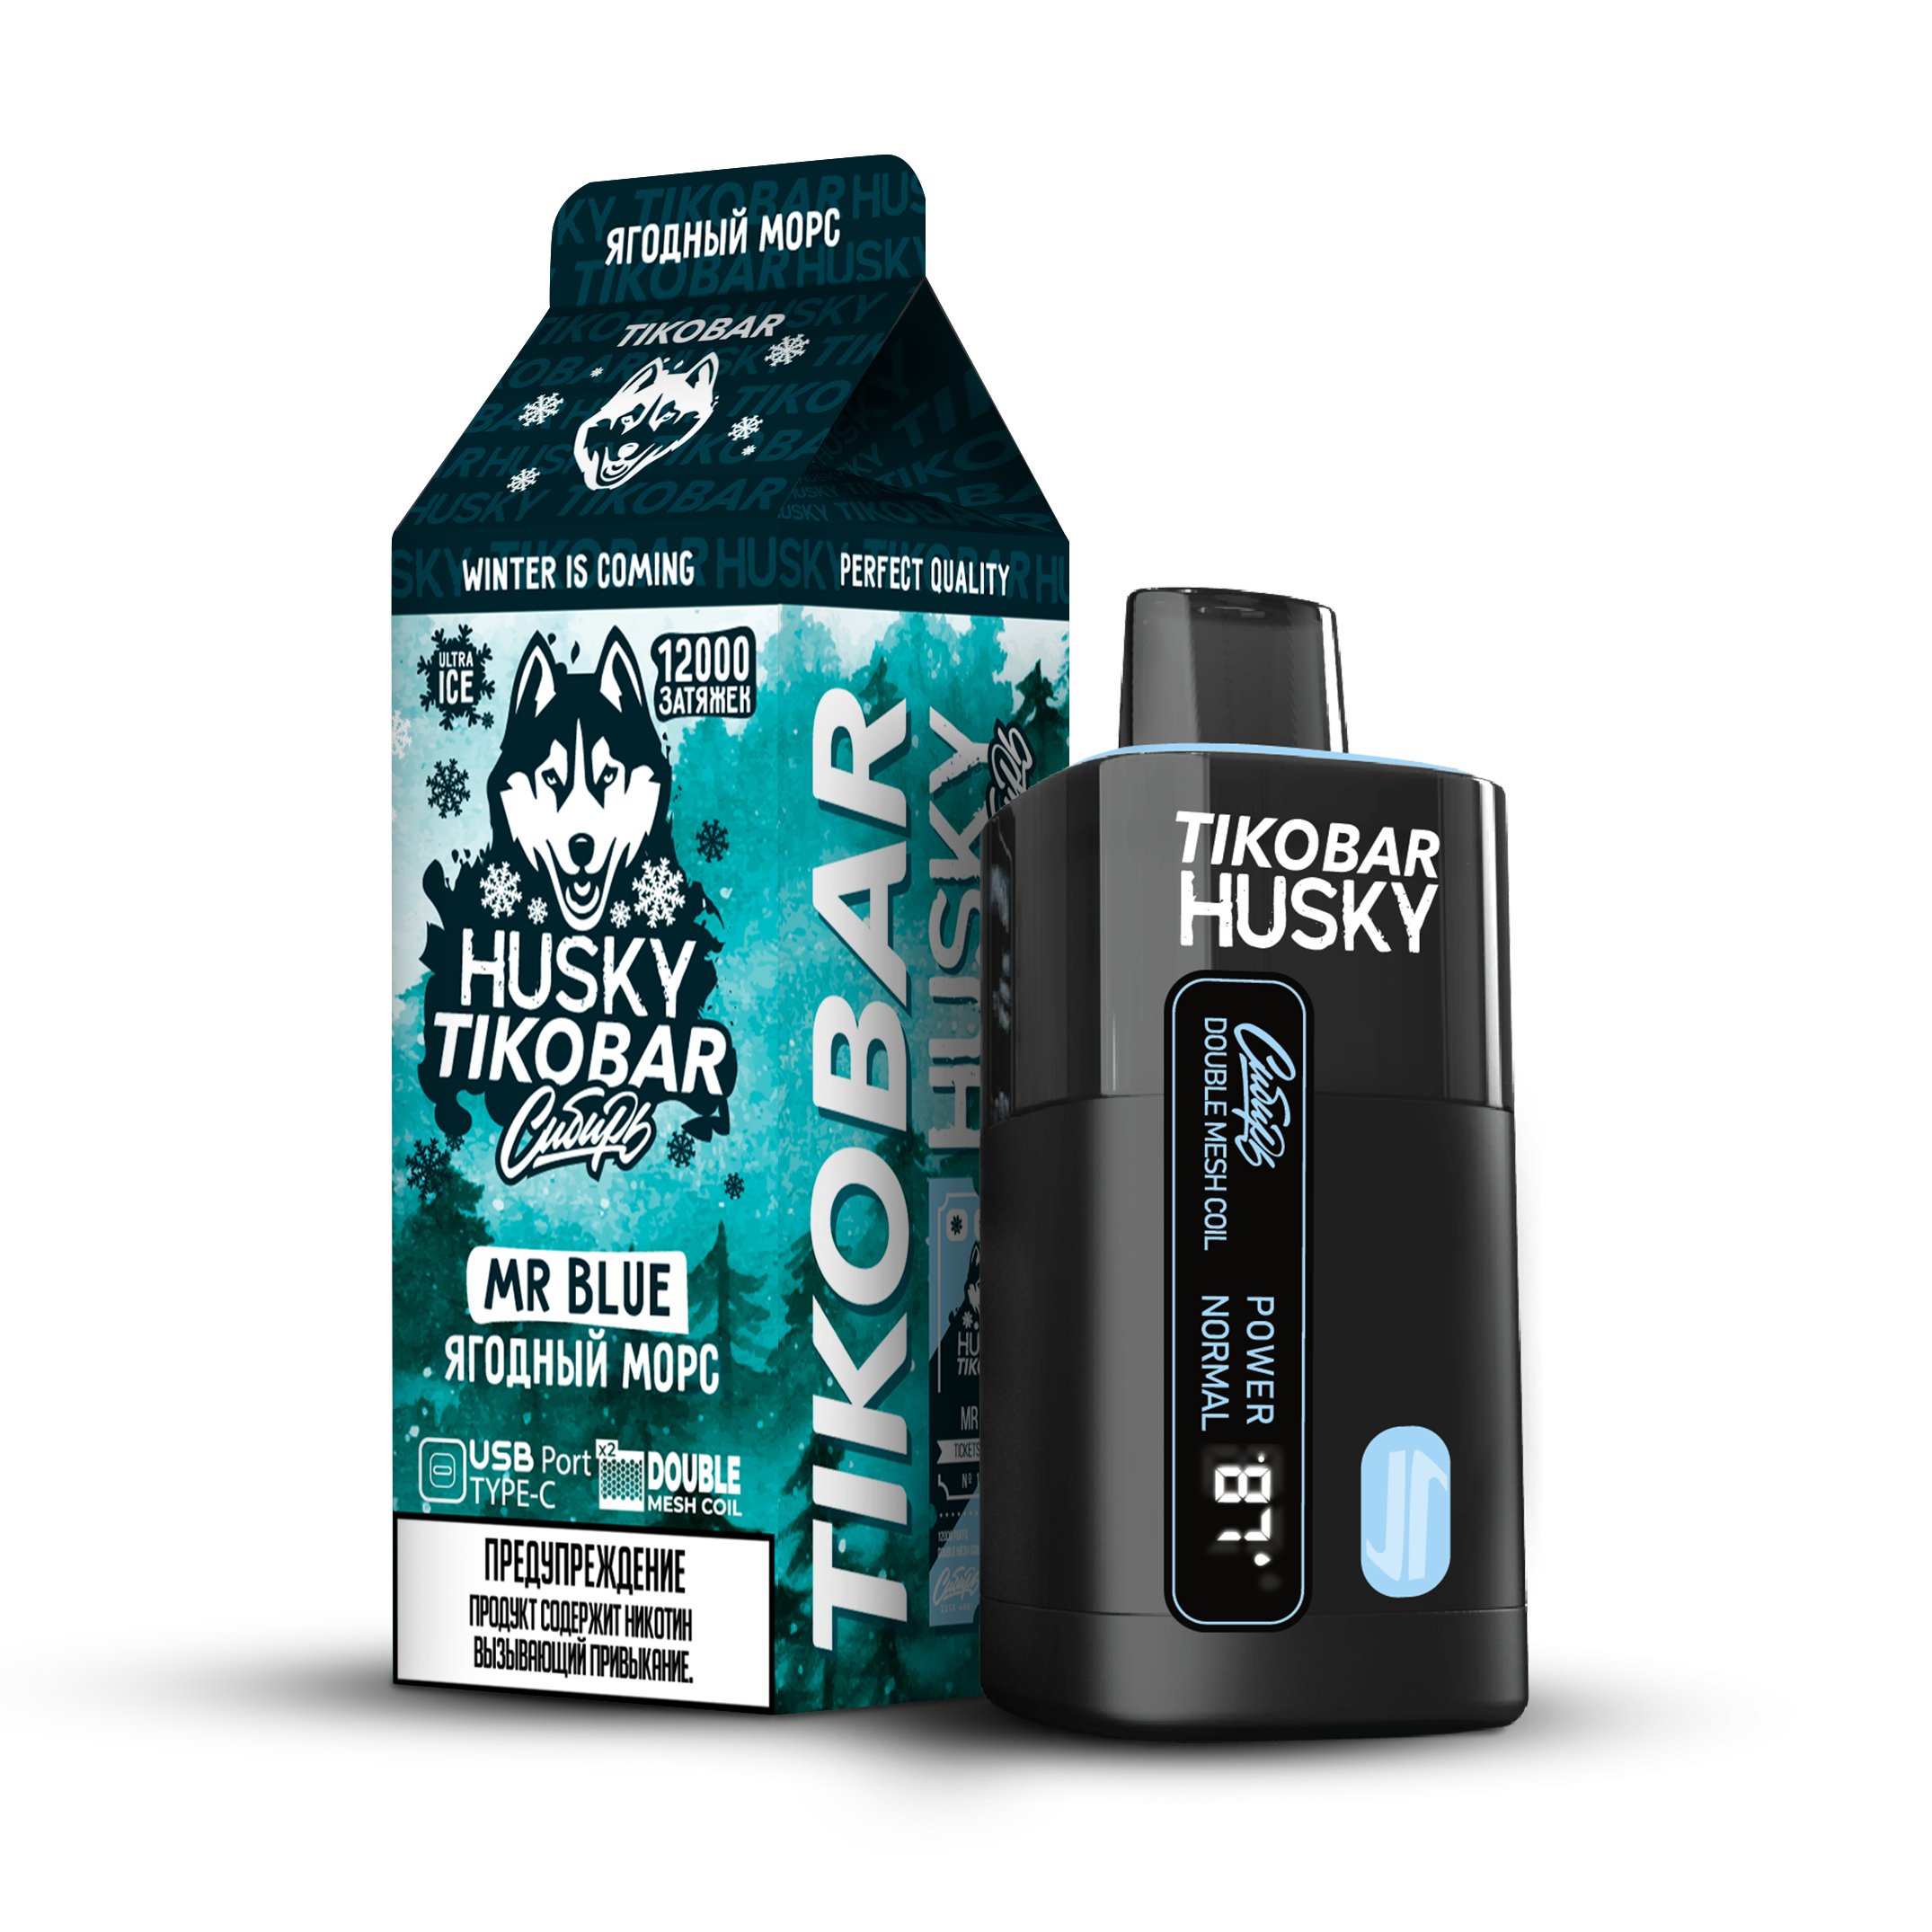 ЯГОДНЫЙ МОРС
TIKOBAR
WINTER IS COMING
PERFECT QUALITY
ULTRA
ICE
12000
ЗАТЯЖЕК
HUSKY
TIKOBAR
Сибирь
MR BLUE
ЯГОДНЫЙ МОРС
USB Port
TYPE-C
x2
DOUBLE
MESH COIL
ПРЕДУПРЕЖДЕНИЕ
ПРОДУКТ СОДЕРЖИТ НИКОТИН
ВЫЗЫВАЮЩИЙ ПРИВЫКАНИЕ.
TIKOBAR
HUSKY
MR
TICKETS
TIKOBAR
HUSKY
Сибирь
DOUBLE MESH COIL
POWER
NORMAL
87